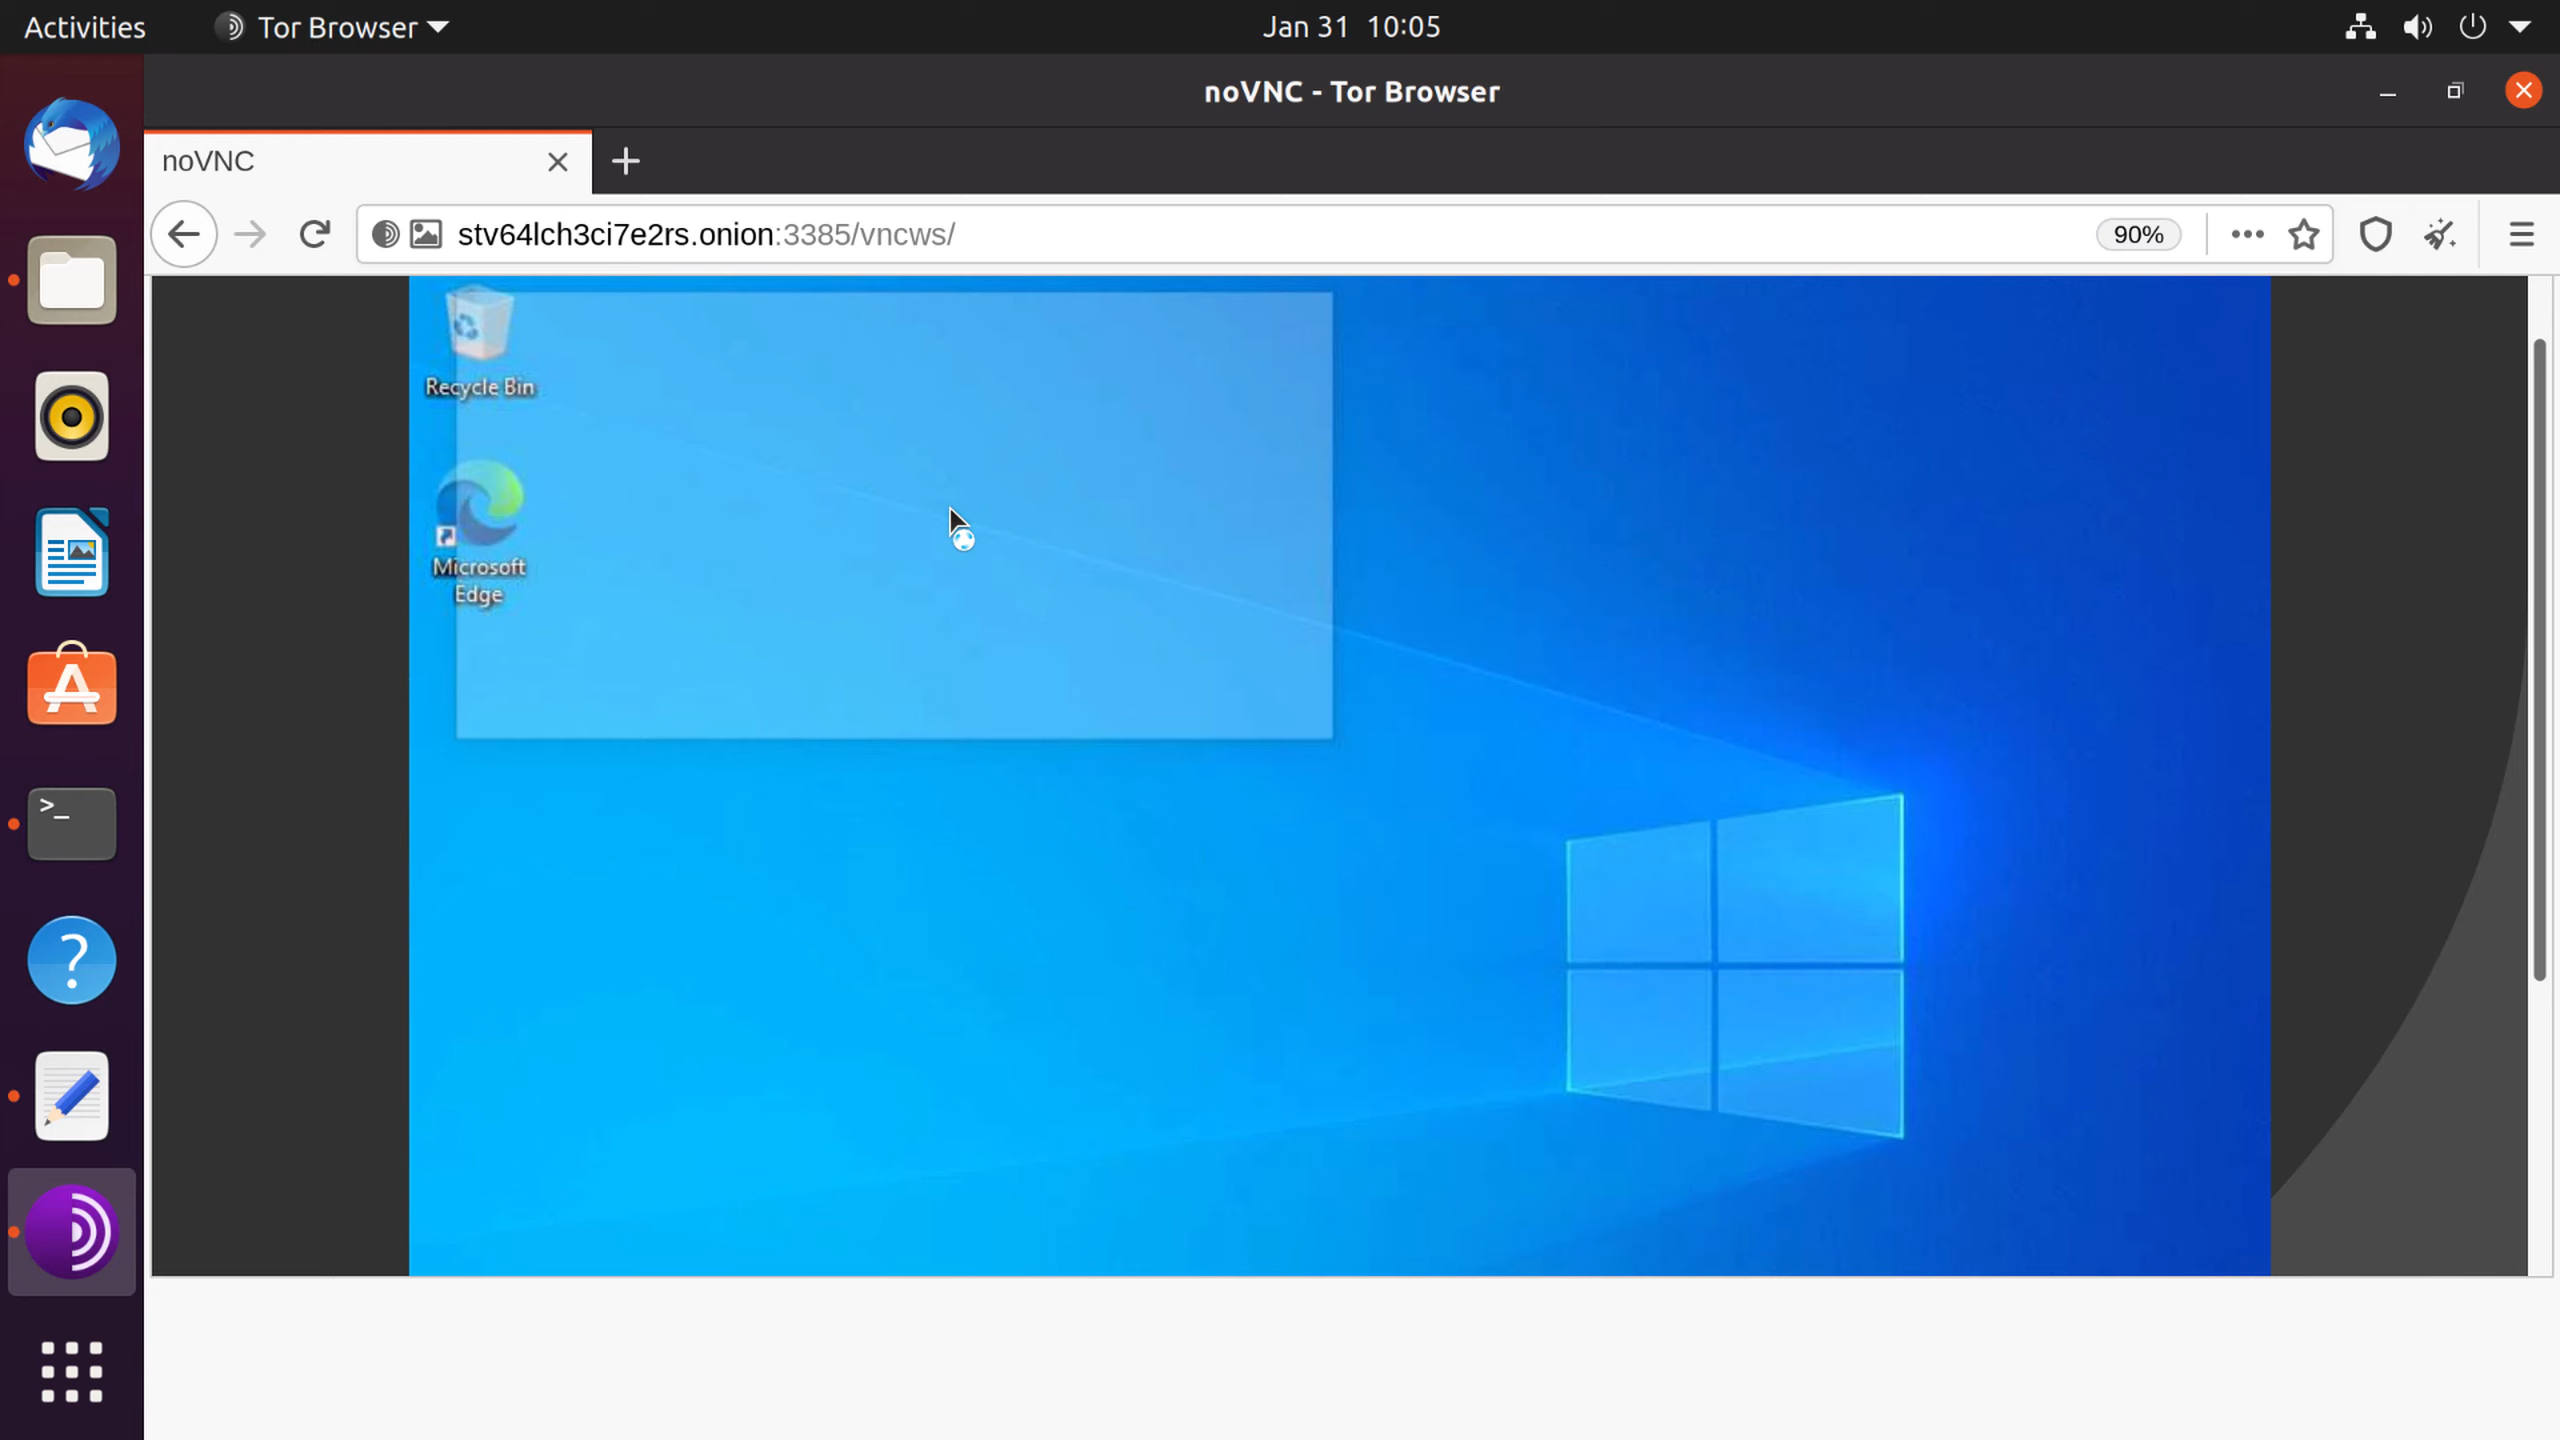 Activities
Tor Browser
Jan 31 10:05
noVNC - Tor Browser
noVNC
stv64lch3ci7e2rs.onion:3385/vncws/
90%
Recycle Bin
Microsoft
Edge